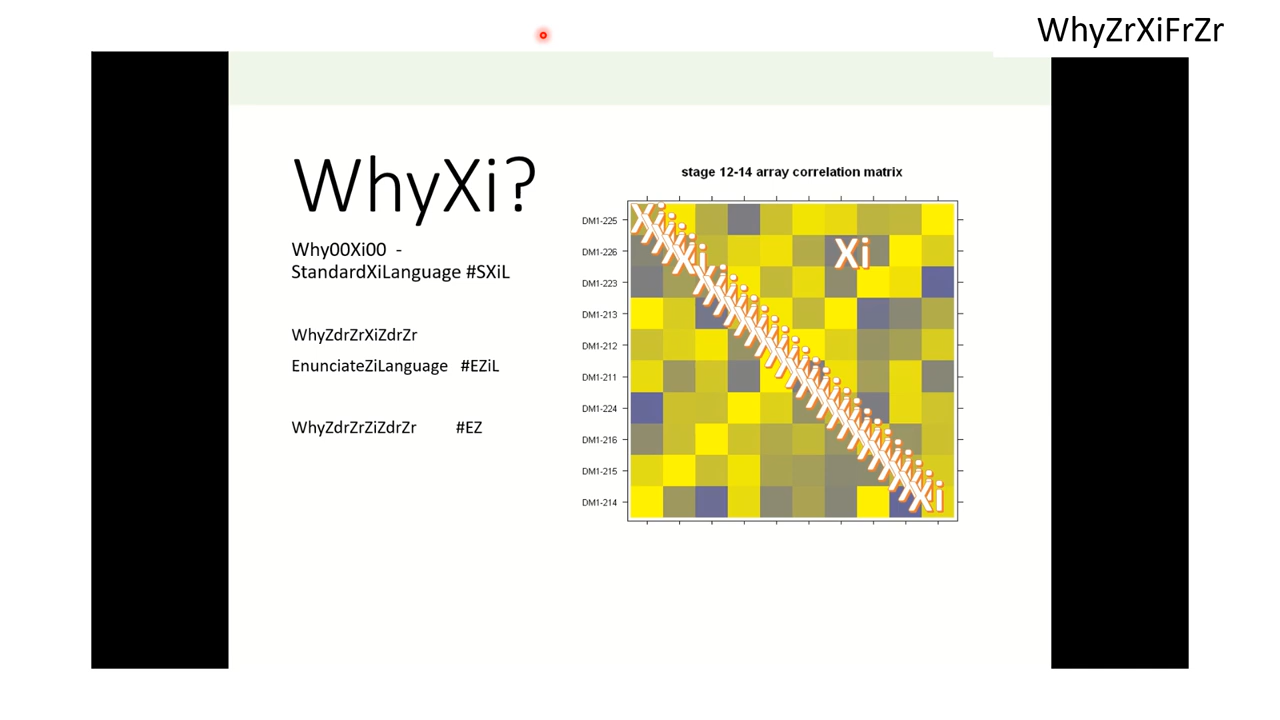 WhyZrXiFrZr
WhyXi?
Why00Xi00 -
StandardXiLanguage #SXiL
WhyZdrZrXiZdrZr
EnunciateZiLanguage #EZiL
WhyZdrZrZiZdrZr #EZ
stage 12-14 array correlation matrix
DM1-225
DM1-226
DM1-223
DM1-213
DM1-212
DM1-211
DM1-224
DM1-216
DM1-215
DM1-214
Xi
Xi